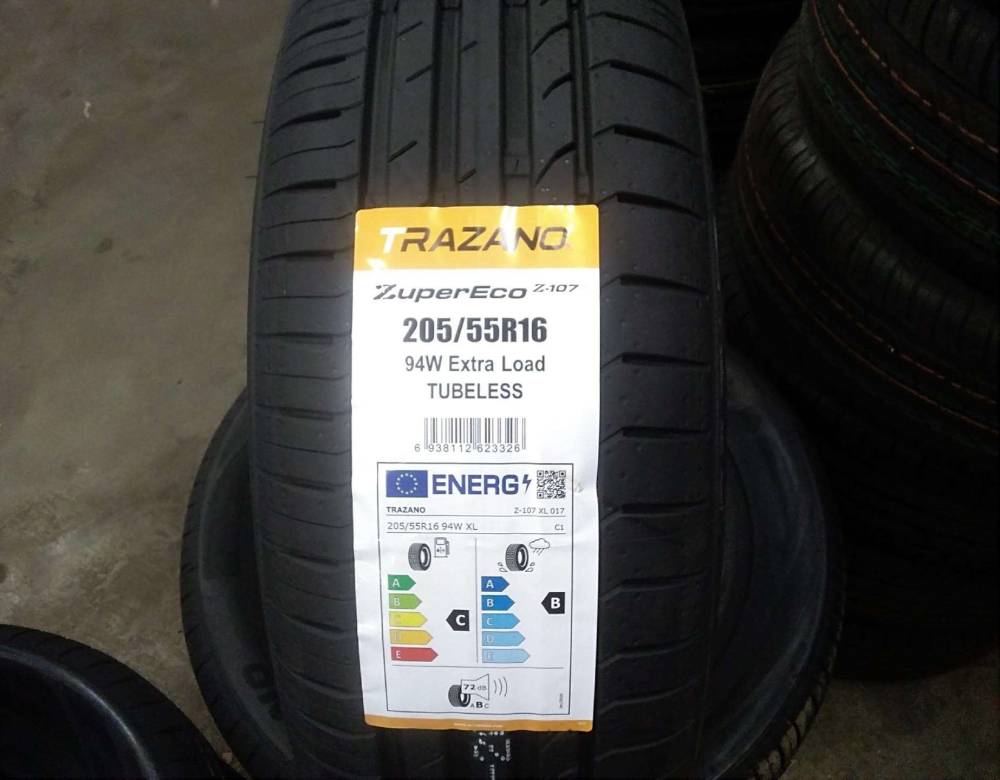 TRAZANO
ZuperEco Z-107
205/55R16
94W Extra Load
TUBELESS
6 938112 623326
ENERG
TRAZANO Z-107 XL 017
205/55R16 94W XL C1
A A
B B B
C C C
D D
E E
72 dB
A B C